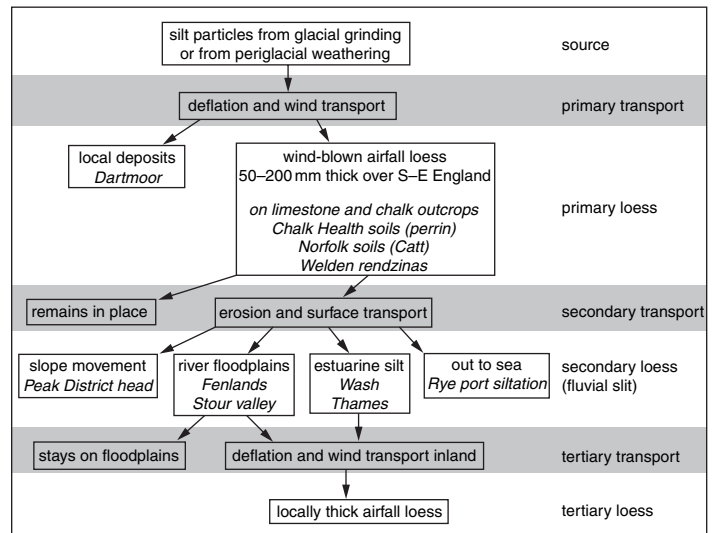 silt particles from glacial grinding
or from periglacial weathering
source
deflation and wind transport
primary transport
local deposits
Dartmoor
wind-blown airfall loess
50–200 mm thick over S–E England
on limestone and chalk outcrops
Chalk Health soils (perrin)
Norfolk soils (Catt)
Welden rendzinas
primary loess
remains in place
erosion and surface transport
secondary transport
slope movement
Peak District head
river floodplains
Fenlands
Stour valley
estuarine silt
Wash
Thames
out to sea
Rye port siltation
secondary loess
(fluvial slit)
stays on floodplains
deflation and wind transport inland
tertiary transport
locally thick airfall loess
tertiary loess